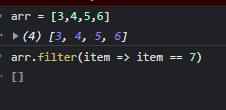 > arr = [3,4,5,6]
< ▶ (4) [3, 4, 5, 6]
> arr.filter(item => item == 7)
< []